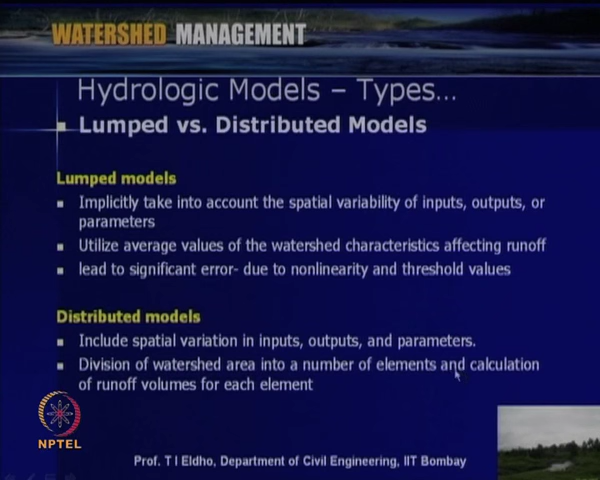 WATERSHED MANAGEMENT
Hydrologic Models – Types...
Lumped vs. Distributed Models
Lumped models
Implicitly take into account the spatial variability of inputs, outputs, or
parameters
Utilize average values of the watershed characteristics affecting runoff
lead to significant error- due to nonlinearity and threshold values
Distributed models
Include spatial variation in inputs, outputs, and parameters.
Division of watershed area into a number of elements and calculation
of runoff volumes for each element
NPTEL
Prof. T I Eldho, Department of Civil Engineering, IIT Bombay